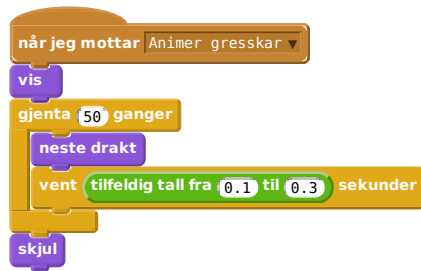 når jeg mottar Animer gresskar
vis
gjenta 50 ganger
neste drakt
vent tilfeldig tall fra 0.1 til 0.3 sekunder
skjul